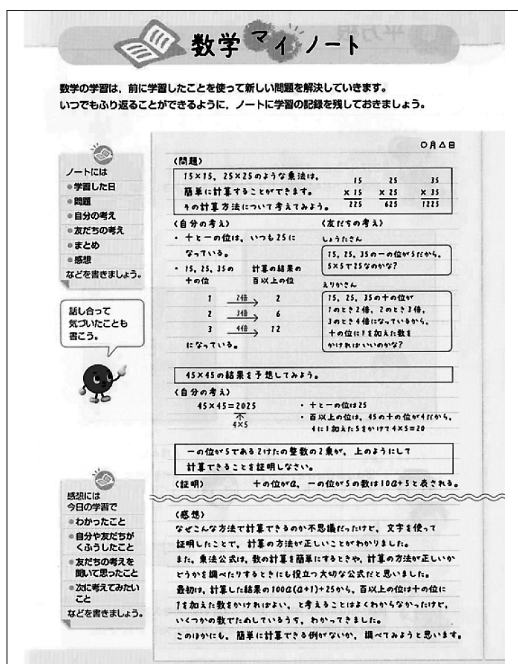 数学マイノート
数学の学習は，前に学習したことを使って新しい問題を解決していきます。
いつでもふり返ることができるように，ノートに学習の記録を残しておきましょう。
ノートには
●学習した日
●問題
●自分の考え
●友だちの考え
●まとめ
●感想
などを書きましょう。
話し合って
気づいたことも
書こう。
○月△日
〈問題〉
15×15，25×25のような乗法は，
簡単に計算することができます。
その計算方法について考えてみよう。
15 25 35
×15 ×25 ×35
225 625 1225
〈自分の考え〉
・十と一の位は，いつも25に
なっている。
・15，25，35の 計算の結果の
十の位 百以上の位
1 2倍 2
2 3倍 6
3 4倍 12
になっている。
〈友だちの考え〉
しょうたさん
15，25，35の一の位が5だから，
5×5で25なのかな？
えりかさん
15，25，35の十の位が
1のとき2倍，2のとき3倍，
3のとき4倍になっているから，
十の位に1を加えた数を
かければいいのかな？
45×45の結果を予想してみよう。
〈自分の考え〉
45×45＝2025
4×5
・十と一の位は25
・百以上の位は，45の十の位が4だから，
4に1加えた5をかけて4×5＝20
一の位が5である2けたの整数の2乗が，上のようにして
計算できることを証明しなさい。
〈証明〉 十の位がa，一の位が5の数は10a＋5と表される。
感想には
今日の学習で
●わかったこと
●自分や友だちが
くふうしたこと
●友だちの考えを
聞いて思ったこと
●次に考えてみたい
こと
などを書きましょう。
〈感想〉
なぜこんな方法で計算できるのか不思議だったけど，文字を使って
証明したことで，計算の方法が正しいことがわかりました。
また，乗法公式は，数の計算を簡単にするときや，計算の方法が正しいか
どうかを調べたりするときにも役立つ大切な公式だと思いました。
最初は，計算した結果の100a(a＋1)＋25から，百以上の位は十の位に
1を加えた数をかければよい，と考えることはよくわからなかったけど，
いくつかの数でためしているうち，わかってきました。
このほかにも，簡単に計算できる例がないか，調べてみようと思います。